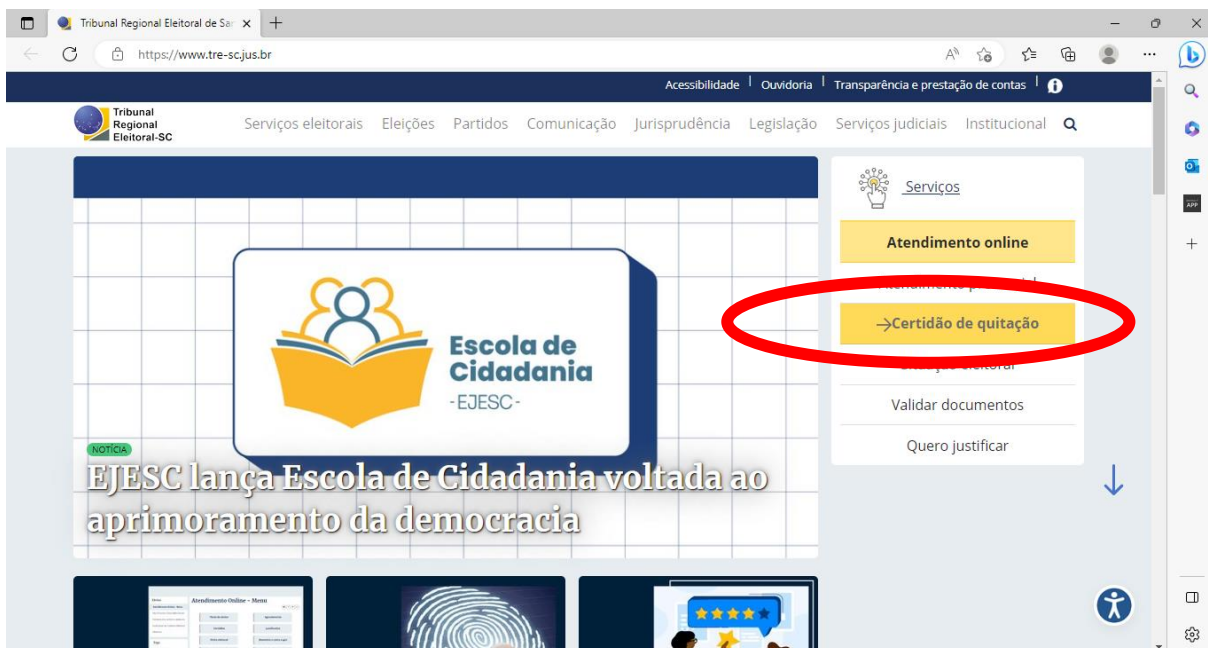 Tribunal Regional Eleitoral de Sar
https://www.tre-sc.jus.br
Acessibilidade | Ouvidoria | Transparência e prestação de contas
Tribunal
Regional
Eleitoral-SC
Serviços eleitorais Eleições Partidos Comunicação Jurisprudência Legislação Serviços judiciais Institucional
Serviços
Atendimento online
Atendimento
→Certidão de quitação
eleitoral
Validar documentos
Quero justificar
Escola de
Cidadania
-EJESC-
NOTÍCIA
EJESC lança Escola de Cidadania voltada ao
aprimoramento da democracia
Atendimento Online - Menu
APP